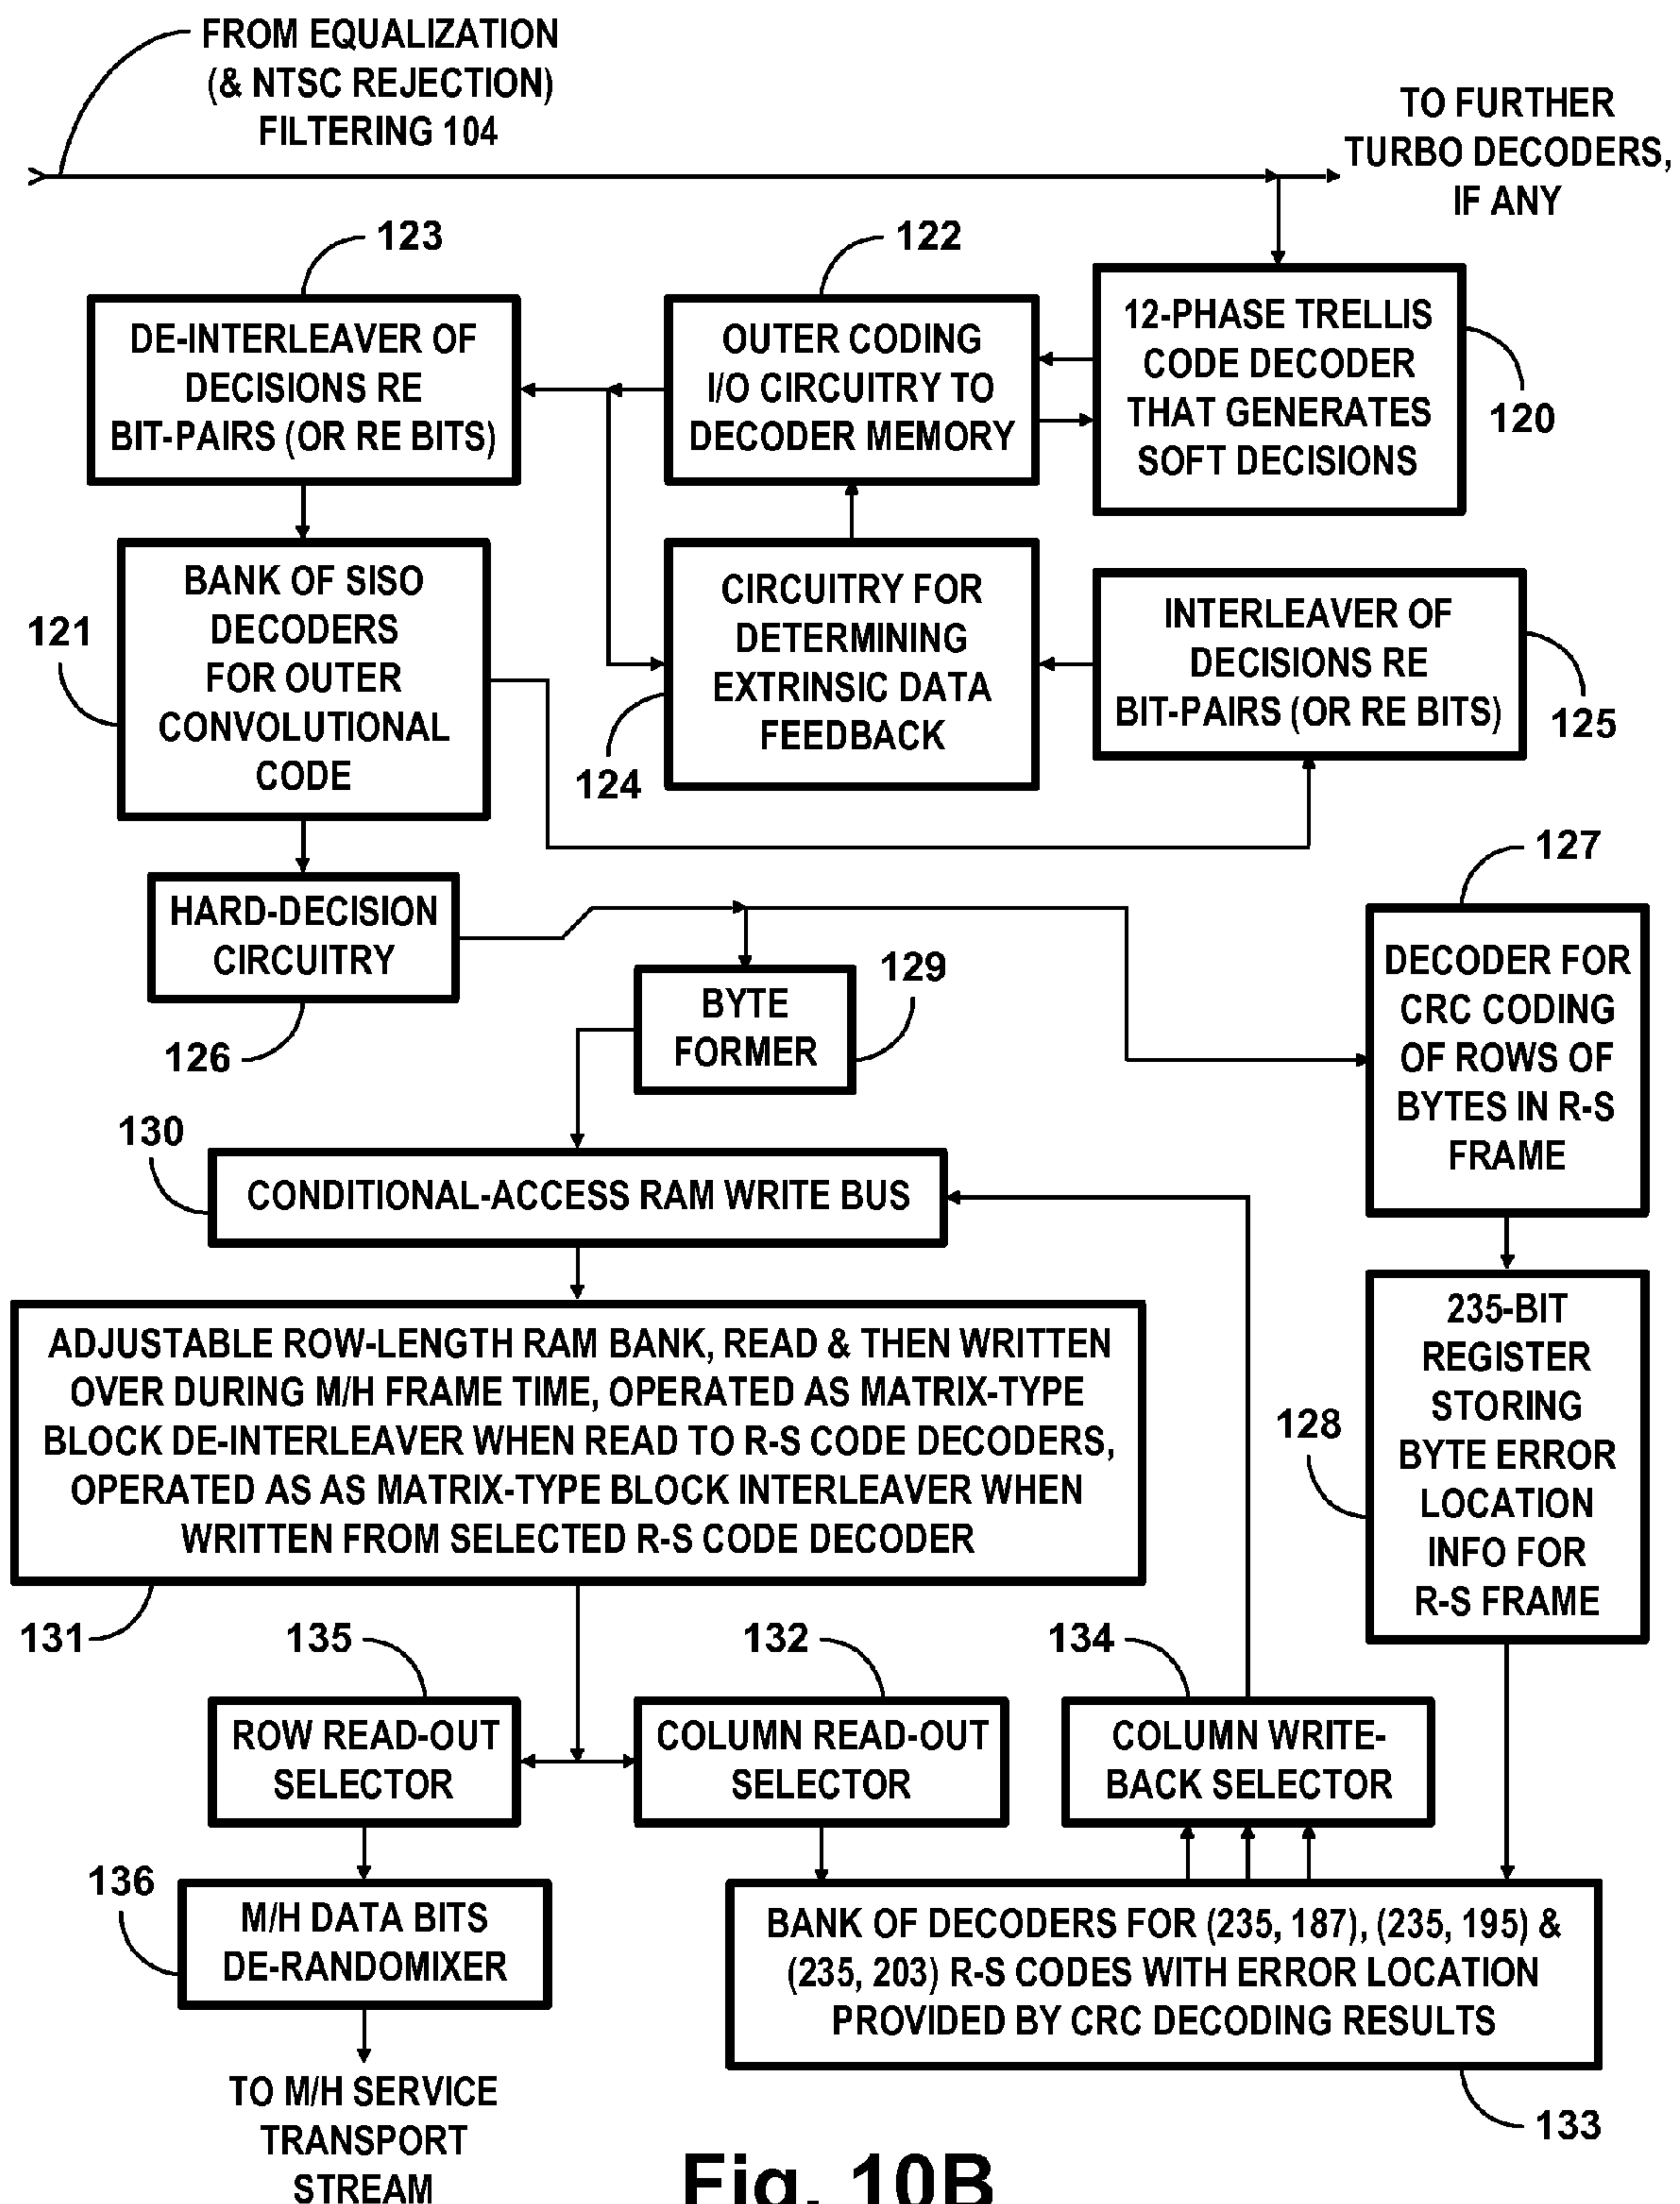 FROM EQUALIZATION
(& NTSC REJECTION)
FILTERING 104
TO FURTHER
TURBO DECODERS,
IF ANY
123
122
DE-INTERLEAVER OF
DECISIONS RE
BIT-PAIRS (OR RE BITS)
OUTER CODING
I/O CIRCUITRY TO
DECODER MEMORY
12-PHASE TRELLIS
CODE DECODER
THAT GENERATES
SOFT DECISIONS
120
121
BANK OF SISO
DECODERS
FOR OUTER
CONVOLUTIONAL
CODE
CIRCUITRY FOR
DETERMINING
EXTRINSIC DATA
FEEDBACK
124
INTERLEAVER OF
DECISIONS RE
BIT-PAIRS (OR RE BITS)
125
HARD-DECISION
CIRCUITRY
126
BYTE
FORMER
129
127
DECODER FOR
CRC CODING
OF ROWS OF
BYTES IN R-S
FRAME
130
CONDITIONAL-ACCESS RAM WRITE BUS
ADJUSTABLE ROW-LENGTH RAM BANK, READ & THEN WRITTEN
OVER DURING M/H FRAME TIME, OPERATED AS MATRIX-TYPE
BLOCK DE-INTERLEAVER WHEN READ TO R-S CODE DECODERS,
OPERATED AS AS MATRIX-TYPE BLOCK INTERLEAVER WHEN
WRITTEN FROM SELECTED R-S CODE DECODER
131
128
235-BIT
REGISTER
STORING
BYTE ERROR
LOCATION
INFO FOR
R-S FRAME
135
132
134
ROW READ-OUT
SELECTOR
COLUMN READ-OUT
SELECTOR
COLUMN WRITE-
BACK SELECTOR
136
M/H DATA BITS
DE-RANDOMIXER
BANK OF DECODERS FOR (235, 187), (235, 195) &
(235, 203) R-S CODES WITH ERROR LOCATION
PROVIDED BY CRC DECODING RESULTS
133
TO M/H SERVICE
TRANSPORT
STREAM
Fig. 10B